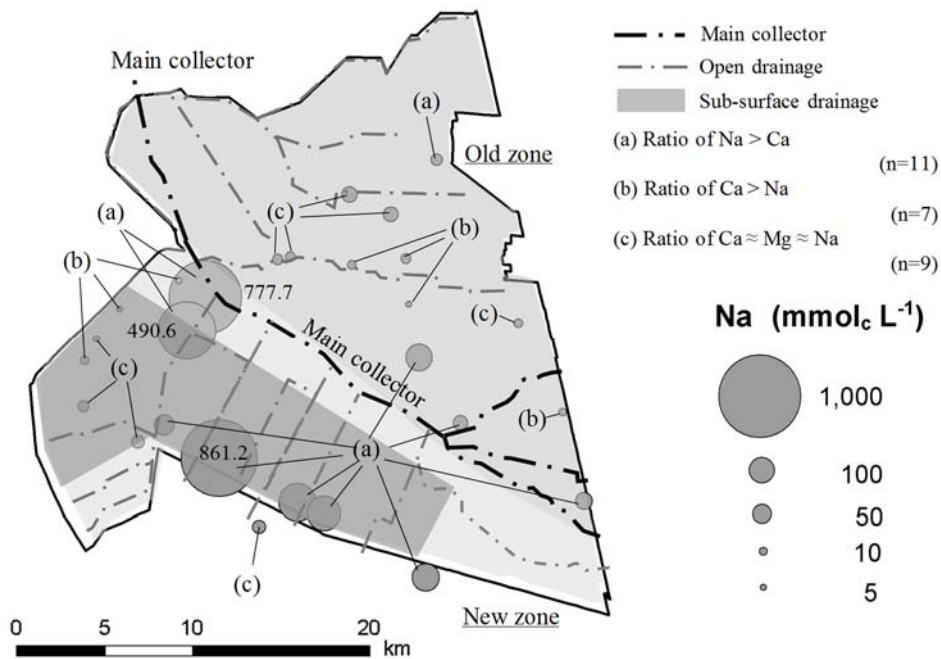 Main collector
(a)
Old zone
(c)
(b)
(a)
(b)
777.7
490.6
(c)
Main collector
(c)
(b)
861.2
(a)
(c)
New zone
0 5 10 20
km
Main collector
Open drainage
Sub-surface drainage
(a) Ratio of Na > Ca
(n=11)
(b) Ratio of Ca > Na
(n=7)
(c) Ratio of Ca ≈ Mg ≈ Na
(n=9)
Na (mmolc L-1)
1,000
100
50
10
5